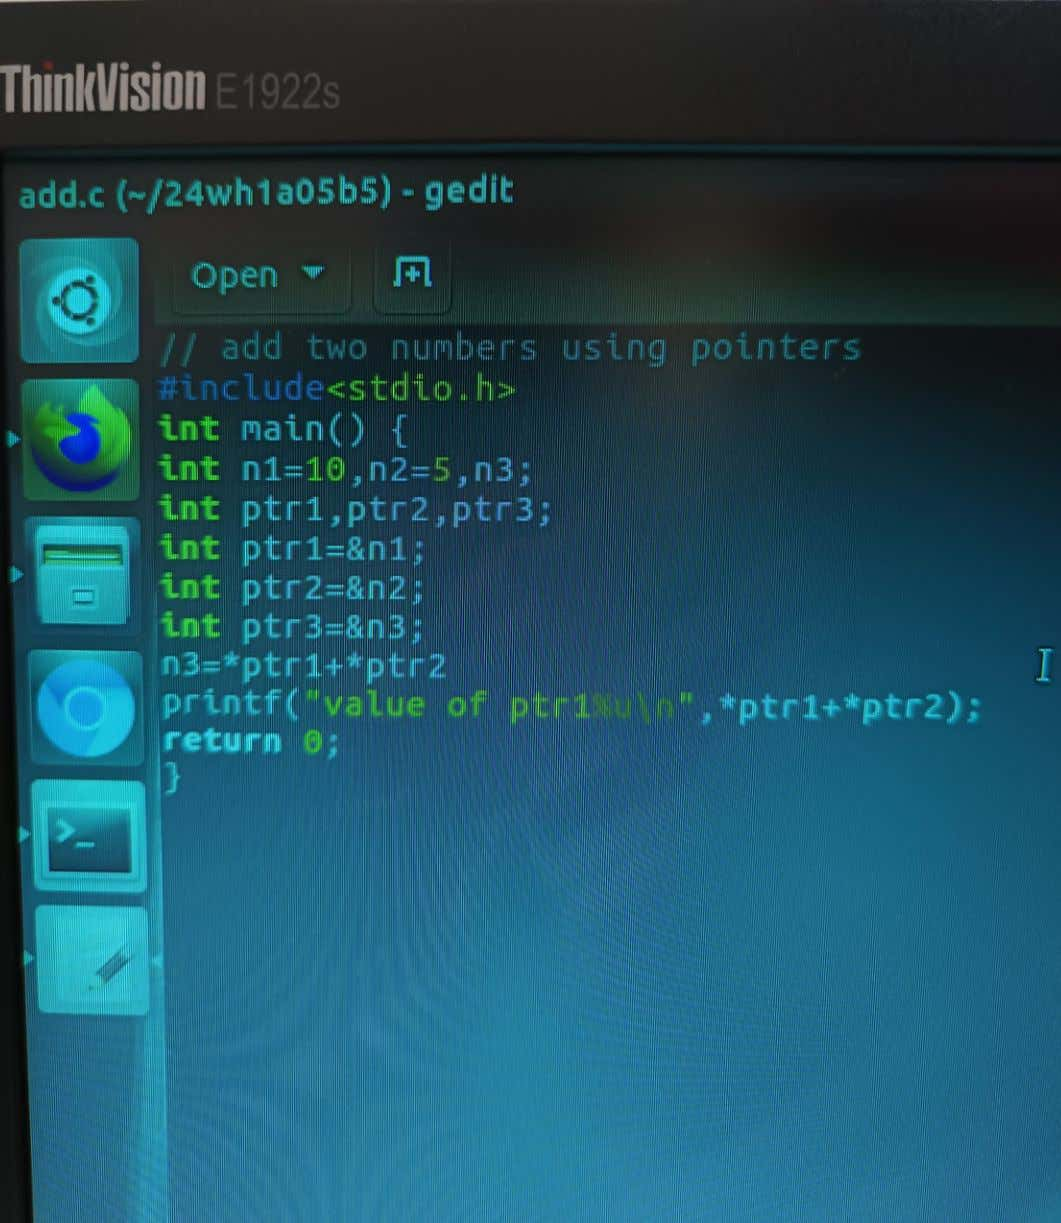 ThinkVision E1922s
add.c (~/24wh1a05b5) - gedit
Open
// add two numbers using pointers
#include<stdio.h>
int main() {
int n1=10,n2=5,n3;
int ptr1,ptr2,ptr3;
int ptr1=&n1;
int ptr2=&n2;
int ptr3=&n3;
n3=*ptr1+*ptr2
printf("value of ptr1%u\n",*ptr1+*ptr2);
return 0;
}